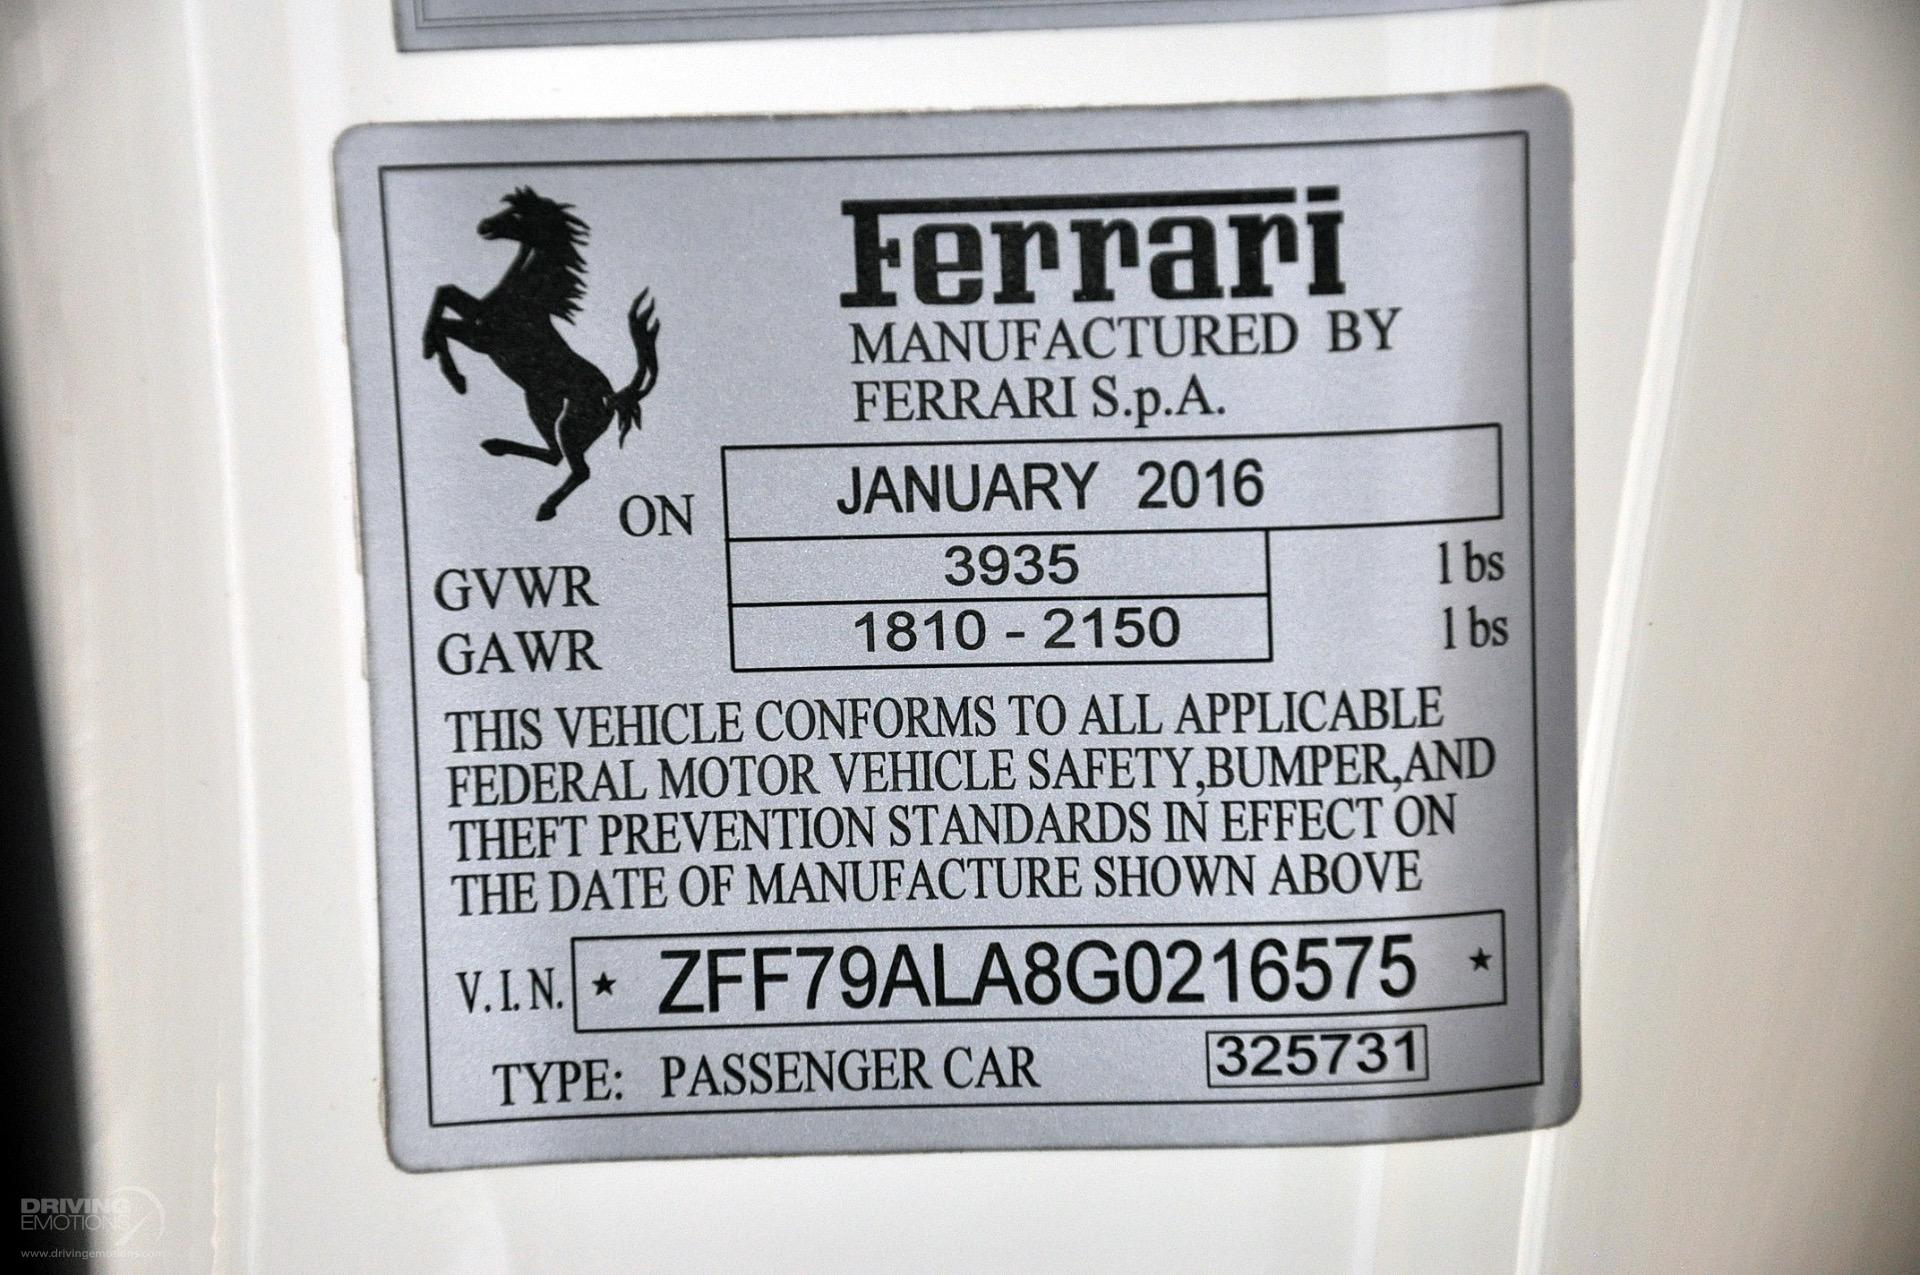 Ferrari
MANUFACTURED BY
FERRARI S.p.A.
ON JANUARY 2016
GVWR 3935 lbs
GAWR 1810 - 2150 lbs
THIS VEHICLE CONFORMS TO ALL APPLICABLE
FEDERAL MOTOR VEHICLE SAFETY,BUMPER,AND
THEFT PREVENTION STANDARDS IN EFFECT ON
THE DATE OF MANUFACTURE SHOWN ABOVE
V.I.N. ★ ZFF79ALA8G0216575 ★
TYPE: PASSENGER CAR 325731
DRIVING
EMOTIONS
www.drivingemotions.com